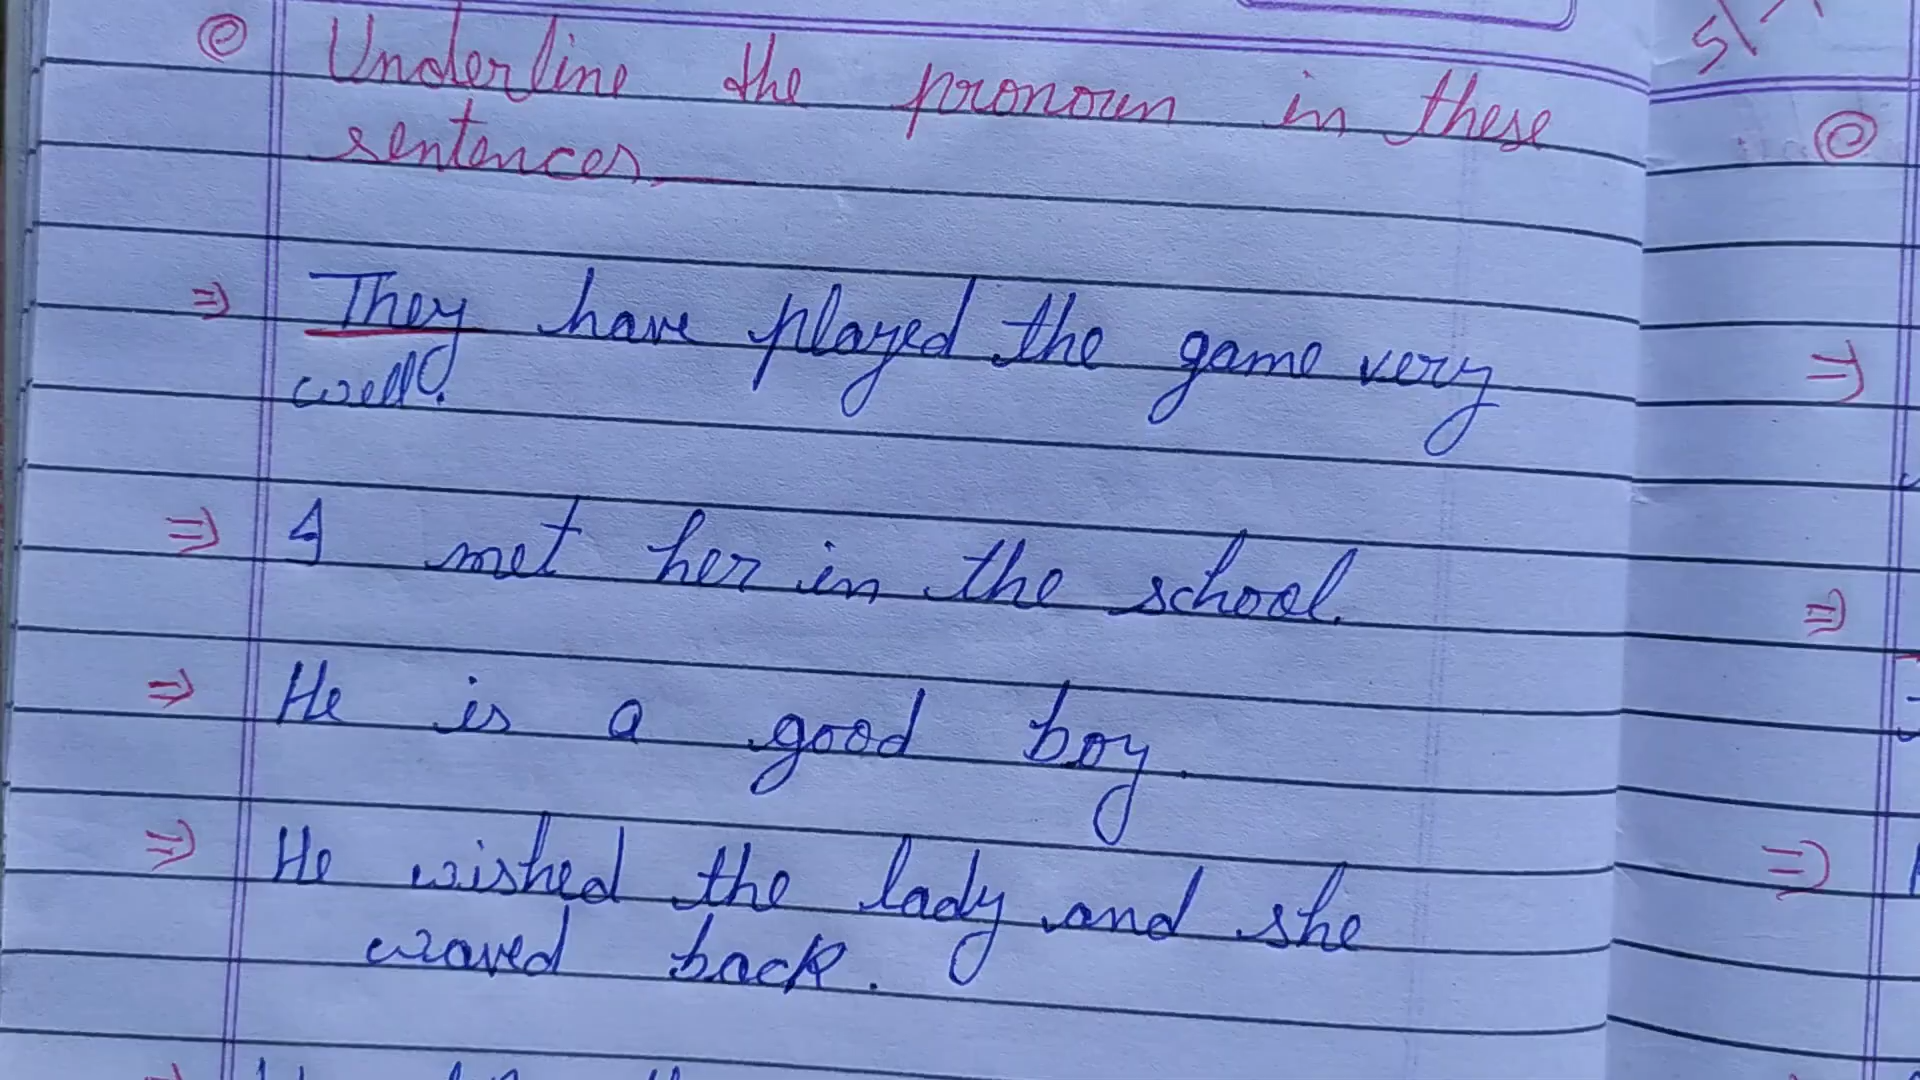 Underline the pronoun in these
sentences.
⇒ They have played the game very
well.
⇒ I met her in the school.
⇒ He is a good boy.
⇒ He wished the lady and she
waved back.